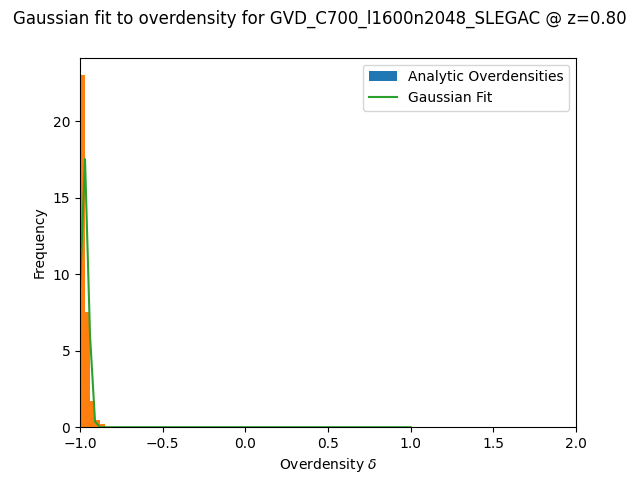 Gaussian fit to overdensity for GVD_C700_l1600n2048_SLEGAC @ z=0.80
Analytic Overdensities
Gaussian Fit
Frequency
20
15
10
5
0
−1.0 −0.5 0.0 0.5 1.0 1.5 2.0
Overdensity δ